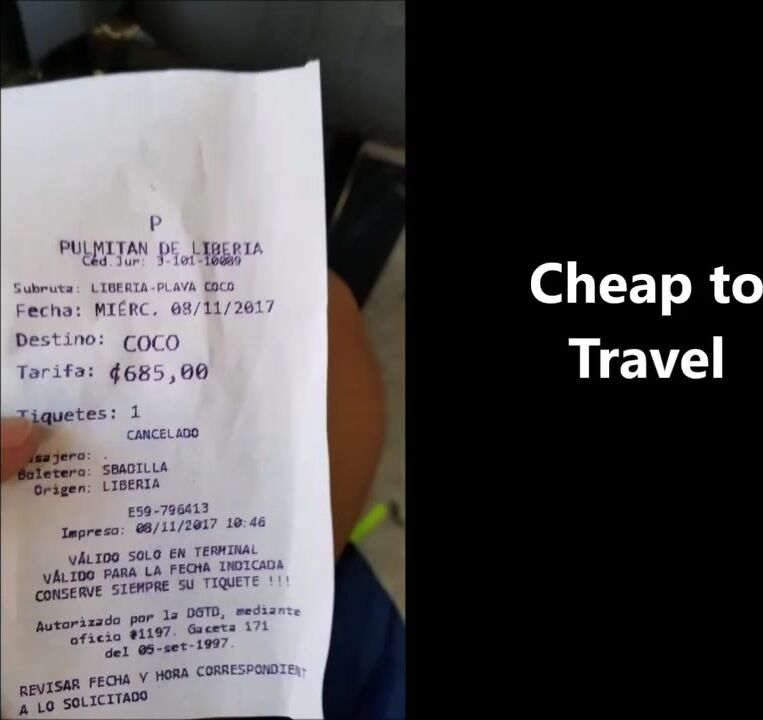 P
PULMITAN DE LIBERIA
Céd.Jur: 3-101-10089
Subruta: LIBERIA-PLAYA COCO
Fecha: MIÉRC. 08/11/2017
Destino: COCO
Tarifa: ¢685,00
Tiquetes: 1
CANCELADO
.
Boletero: SBADILLA
Origen: LIBERIA
E59-796413
Impreso: 08/11/2017 10:46
VÁLIDO SOLO EN TERMINAL
VÁLIDO PARA LA FECHA INDICADA
CONSERVE SIEMPRE SU TIQUETE !!!
Autorizado por la DGTD, mediante
oficio #1197. Gaceta 171
del 05-set-1997.
REVISAR FECHA Y HORA CORRESPONDIENT
A LO SOLICITADO
Cheap to
Travel